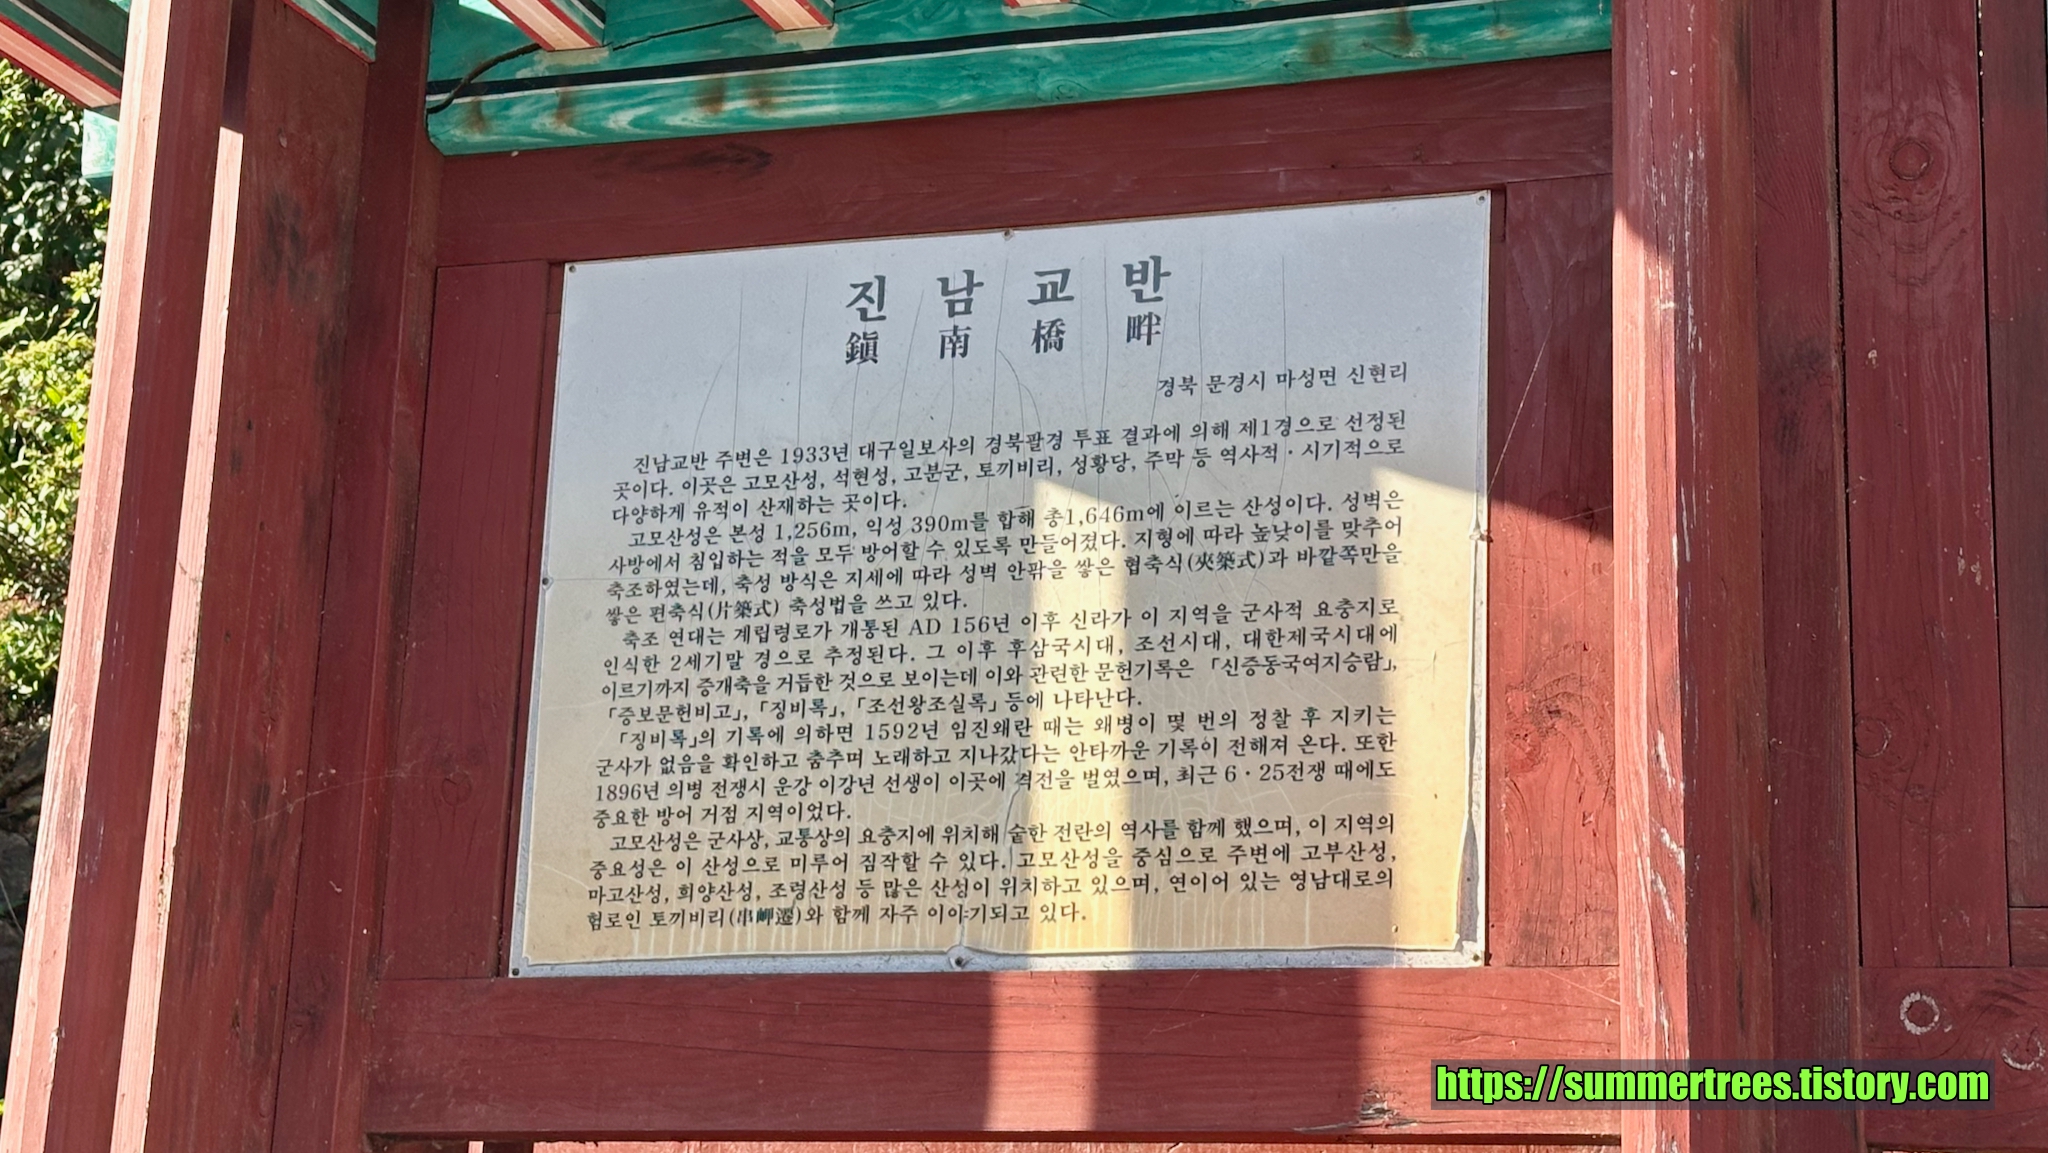 진 남 교 반
鎭 南 橋 畔
경북 문경시 마성면 신현리
진남교반 주변은 1933년 대구일보사의 경북팔경 투표 결과에 의해 제1경으로 선정된
곳이다. 이곳은 고모산성, 석현성, 고분군, 토끼비리, 성황당, 주막 등 역사적·시기적으로
다양하게 유적이 산재하는 곳이다.
고모산성은 본성 1,256m, 익성 390m를 합해 총1,646m에 이르는 산성이다. 성벽은
사방에서 침입하는 적을 모두 방어할 수 있도록 만들어졌다. 지형에 따라 높낮이를 맞추어
축조하였는데, 축성 방식은 지세에 따라 성벽 안팎을 쌓은 협축식(夾築式)과 바깥쪽만을
쌓은 편축식(片築式) 축성법을 쓰고 있다.
축조 연대는 계립령로가 개통된 AD 156년 이후 신라가 이 지역을 군사적 요충지로
인식한 2세기말 경으로 추정된다. 그 이후 후삼국시대, 조선시대, 대한제국시대에
이르기까지 증개축을 거듭한 것으로 보이는데 이와 관련한 문헌기록은 「신증동국여지승람」,
「증보문헌비고」, 「징비록」, 「조선왕조실록」 등에 나타난다.
「징비록」의 기록에 의하면 1592년 임진왜란 때는 왜병이 몇 번의 정찰 후 지키는
군사가 없음을 확인하고 춤추며 노래하고 지나갔다는 안타까운 기록이 전해져 온다. 또한
1896년 의병 전쟁시 운강 이강년 선생이 이곳에 격전을 벌였으며, 최근 6·25전쟁 때에도
중요한 방어 거점 지역이었다.
고모산성은 군사상, 교통상의 요충지에 위치해 숱한 전란의 역사를 함께 했으며, 이 지역의
중요성은 이 산성으로 미루어 짐작할 수 있다. 고모산성을 중심으로 주변에 고부산성,
마고산성, 희양산성, 조령산성 등 많은 산성이 위치하고 있으며, 연이어 있는 영남대로의
험로인 토끼비리(串岬遷)와 함께 자주 이야기되고 있다.
https://summertrees.tistory.com